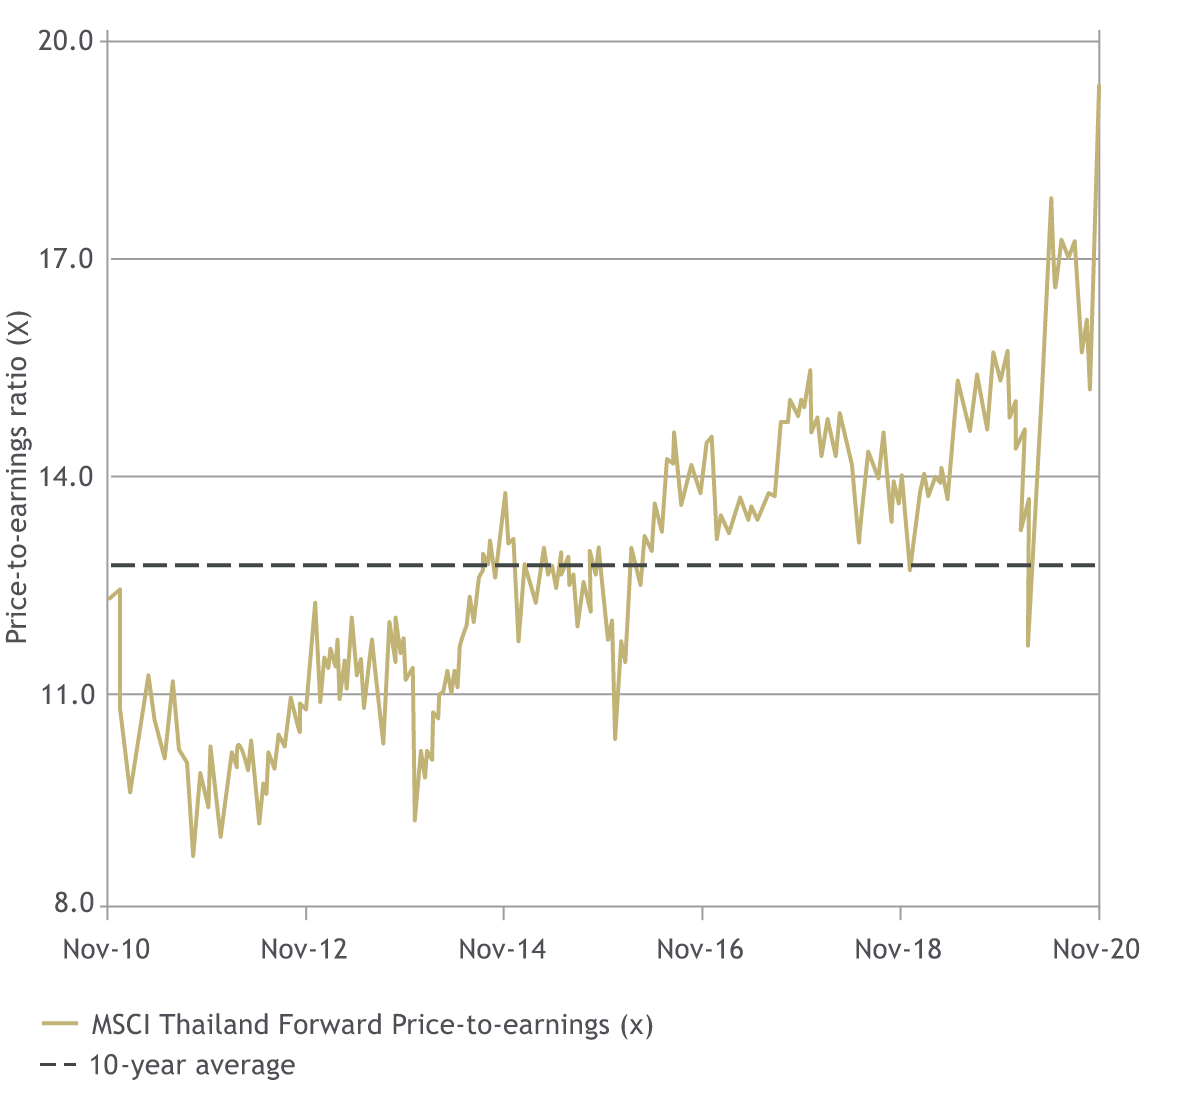 20.0
17.0
14.0
11.0
8.0
Price-to-earnings ratio (X)
Nov-10 Nov-12 Nov-14 Nov-16 Nov-18 Nov-20
MSCI Thailand Forward Price-to-earnings (x)
10-year average